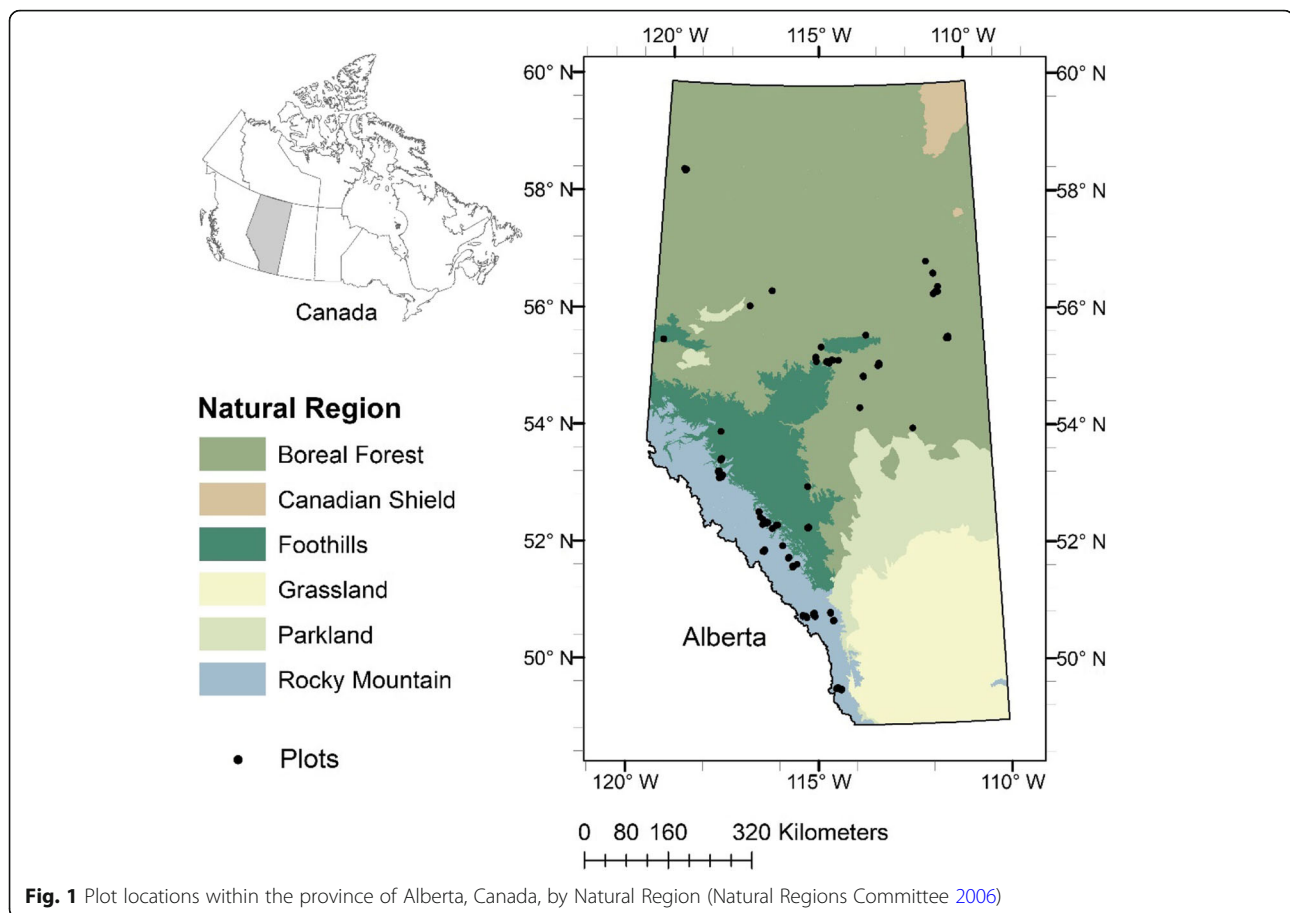 120° W 115° W 110° W
60° N 60° N
58° N 58° N
56° N 56° N
54° N 54° N
52° N 52° N
50° N 50° N
120° W 115° W 110° W
Canada
Natural Region
Boreal Forest
Canadian Shield
Foothills
Grassland
Parkland
Rocky Mountain
Plots
Alberta
0 80 160 320 Kilometers
Fig. 1 Plot locations within the province of Alberta, Canada, by Natural Region (Natural Regions Committee 2006)